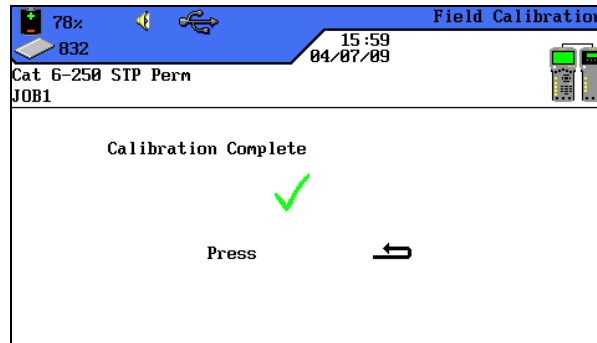 78% Field Calibration
832 15:59
04/07/09
Cat 6-250 STP Perm
JOB1
Calibration Complete
Press